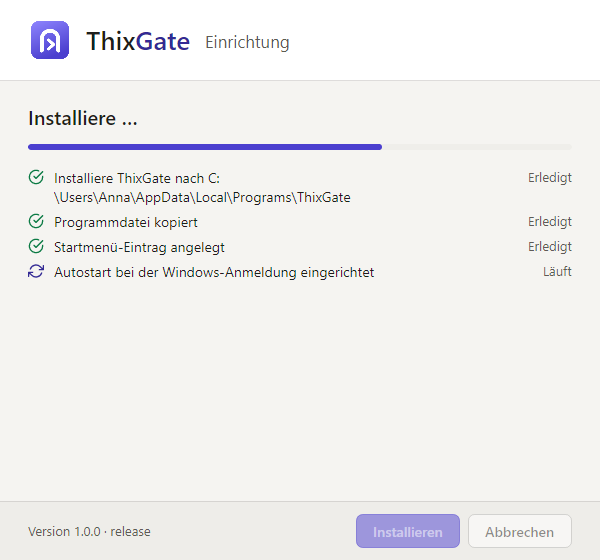 ThixGate Einrichtung
Installiere ...
Installiere ThixGate nach C: Erledigt
\Users\Anna\AppData\Local\Programs\ThixGate
Programmdatei kopiert Erledigt
Startmenü-Eintrag angelegt Erledigt
Autostart bei der Windows-Anmeldung eingerichtet Läuft
Version 1.0.0 · release Installieren Abbrechen